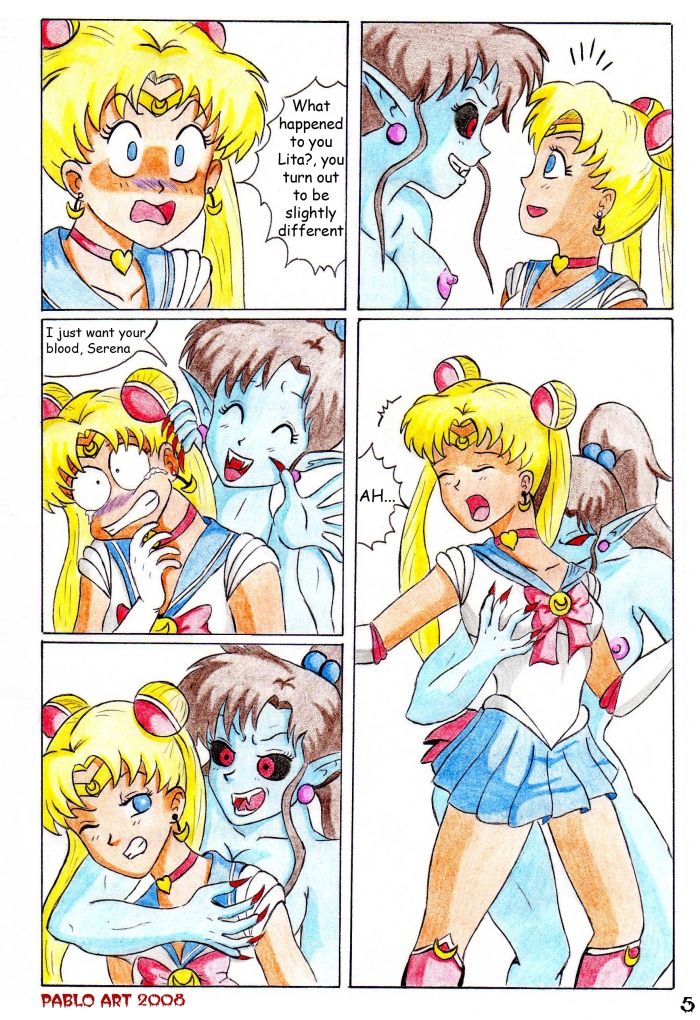 What
happened
to you
Lita?, you
turn out
to be
slightly
different
I just want your
blood, Serena
AH...
PABLO ART 2008
5